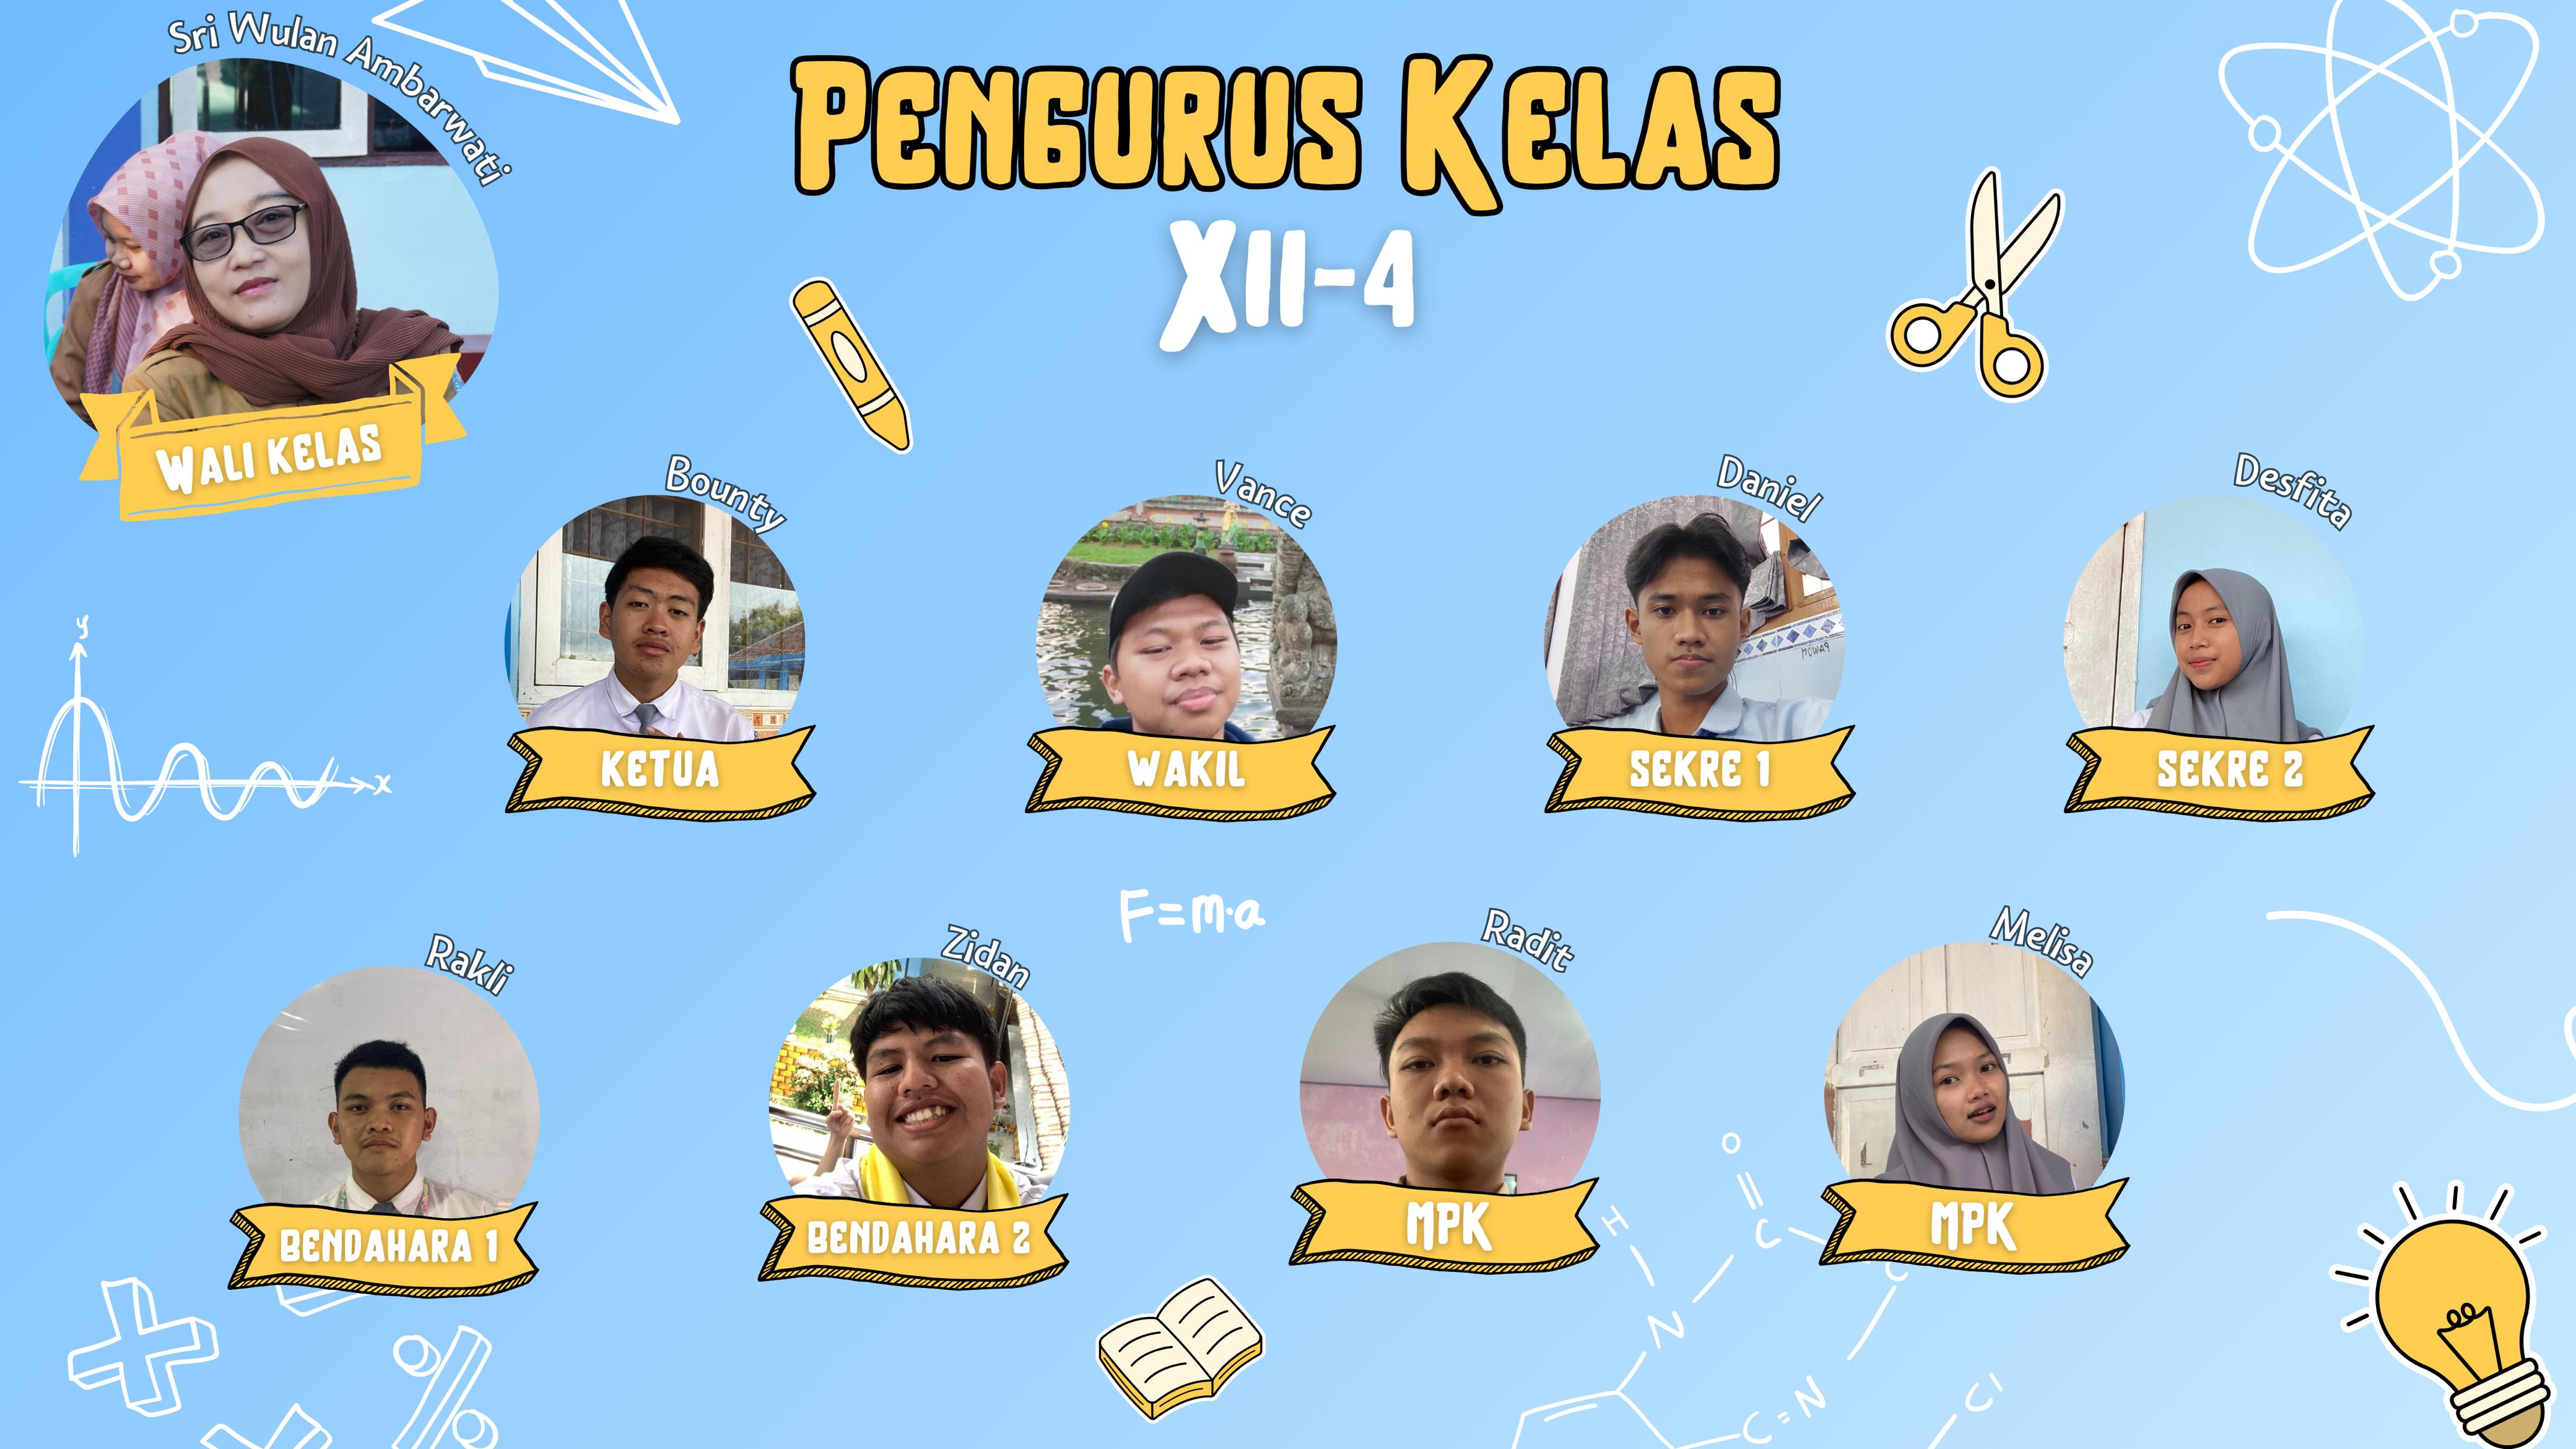 Sri Wulan Ambarwati
PENGURUS KELAS
XII-4
WALI KELAS
Bounty
KETUA
Vance
WAKIL
Daniel
SEKRE 1
Desfita
SEKRE 2
y
x
F=m.a
Rakli
BENDAHARA 1
Zidan
BENDAHARA 2
Radit
MPK
Melisa
MPK
O
H
C
C
N
C=N
Cl